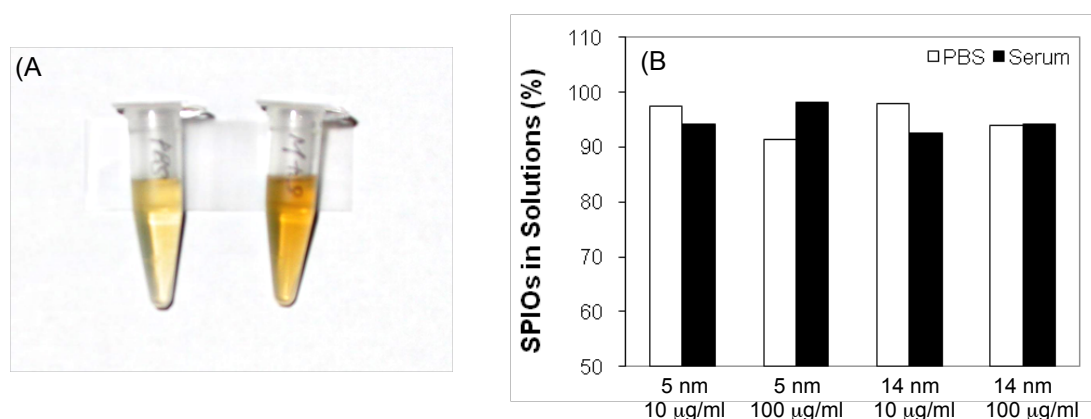 (A
(B
PBS Serum
SPIOs in Solutions (%)
110
100
90
80
70
60
50
5 nm 5 nm 14 nm 14 nm
10 μg/ml 100 μg/ml 10 μg/ml 100 μg/ml